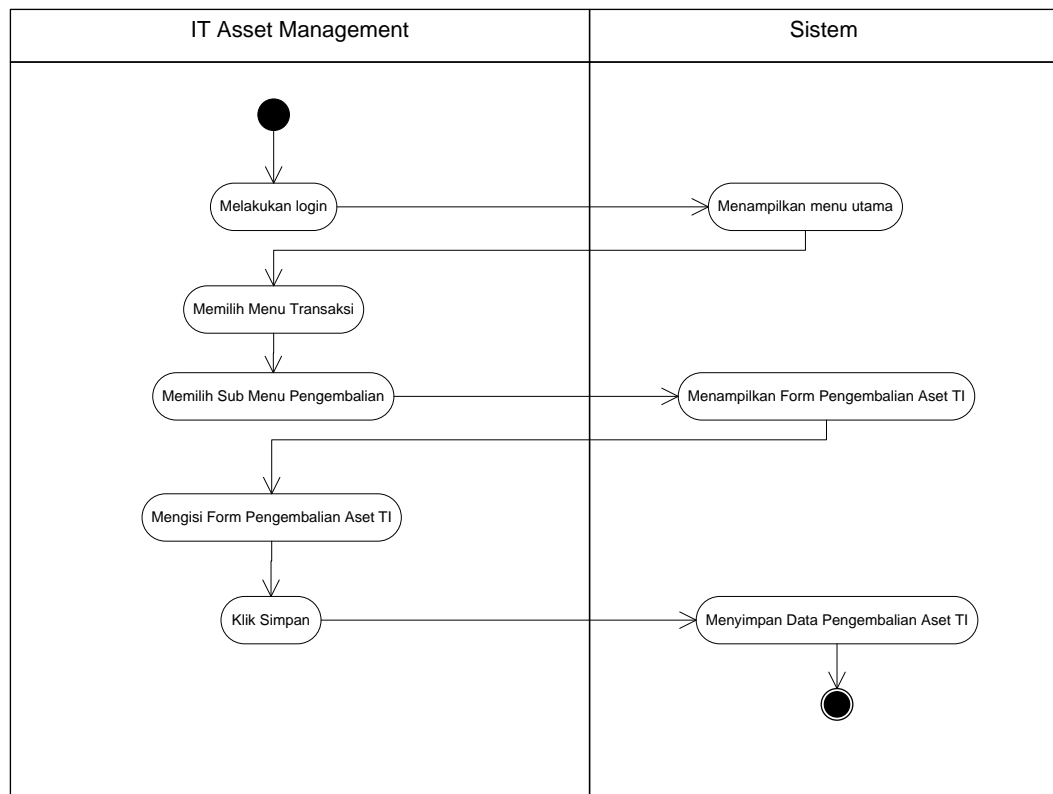 IT Asset Management
Sistem
Melakukan login
Menampilkan menu utama
Memilih Menu Transaksi
Memilih Sub Menu Pengembalian
Menampilkan Form Pengembalian Aset TI
Mengisi Form Pengembalian Aset TI
Klik Simpan
Menyimpan Data Pengembalian Aset TI